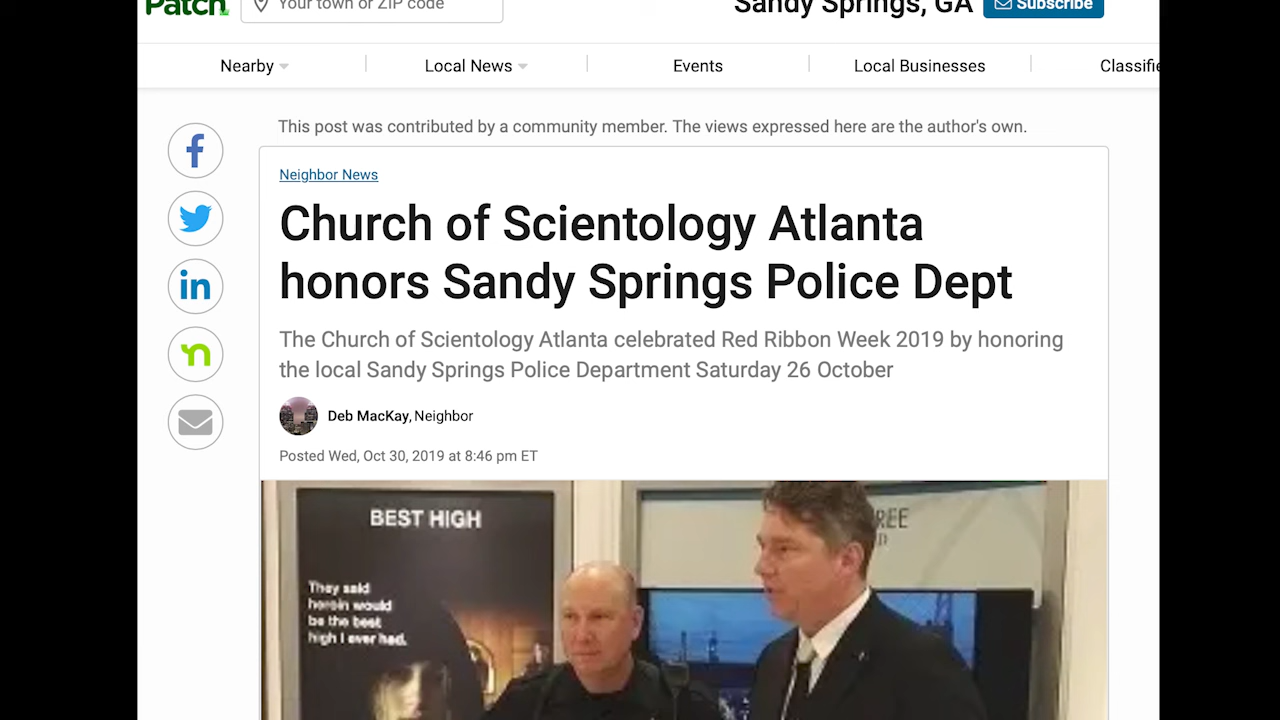 Patch
Your town or ZIP code
Sandy Springs, GA
Subscribe
Nearby
Local News
Events
Local Businesses
Classifie
This post was contributed by a community member. The views expressed here are the author's own.
Neighbor News
Church of Scientology Atlanta
honors Sandy Springs Police Dept
The Church of Scientology Atlanta celebrated Red Ribbon Week 2019 by honoring
the local Sandy Springs Police Department Saturday 26 October
Deb MacKay, Neighbor
Posted Wed, Oct 30, 2019 at 8:46 pm ET
BEST HIGH
REE
They said
heroin would
be the best
high I ever had.